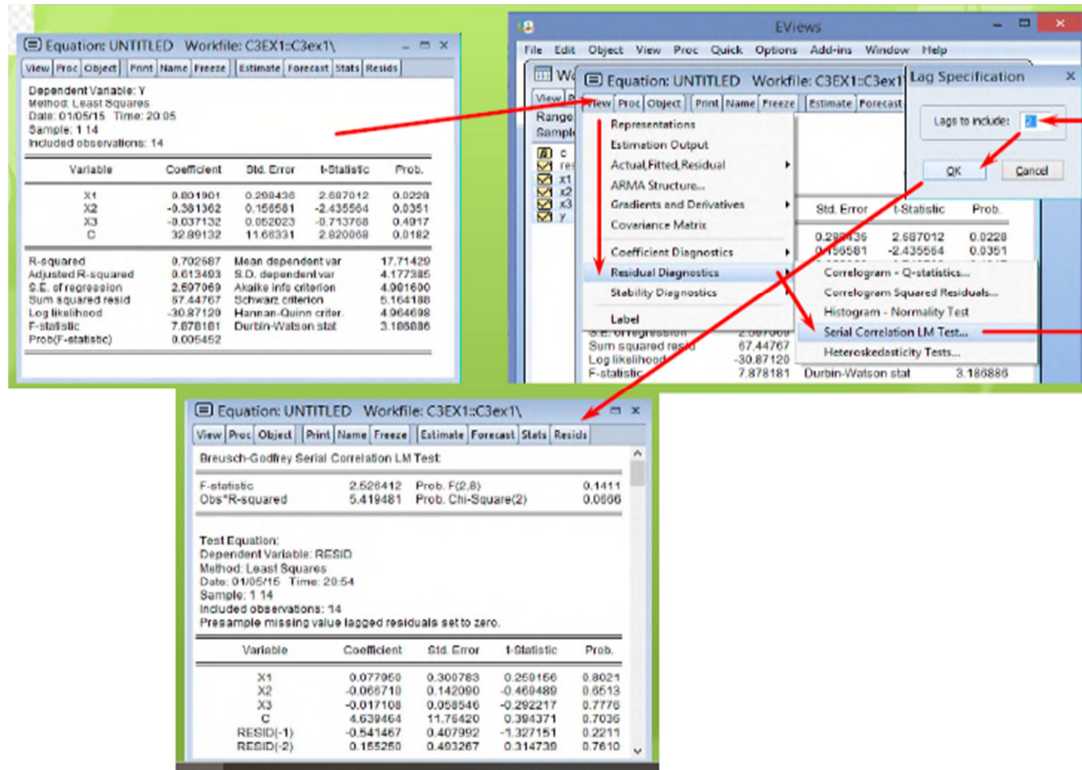 Equation: UNTITLED Workfile: C3EX1::C3ex1\
View Proc Object Print Name Freeze Estimate Forecast Stats Resids
Dependent Variable: Y
Method: Least Squares
Date: 01/05/15 Time: 20:05
Sample: 1 14
Included observations: 14
Variable Coefficient Std. Error t-Statistic Prob.
X1 0.801901 0.298436 2.687012 0.0228
X2 -0.381362 0.156581 -2.435564 0.0351
X3 -0.037132 0.052023 -0.713768 0.4917
C 32.89132 11.66331 2.820068 0.0182
R-squared 0.702687 Mean dependent var 17.71429
Adjusted R-squared 0.613493 S.D. dependent var 4.177385
S.E. of regression 2.597069 Akaike info criterion 4.981600
Sum squared resid 67.44767 Schwarz criterion 5.164188
Log likelihood -30.87120 Hannan-Quinn criter. 4.964698
F-statistic 7.878181 Durbin-Watson stat 3.186886
Prob(F-statistic) 0.005452
EViews
File Edit Object View Proc Quick Options Add-ins Window Help
Equation: UNTITLED Workfile: C3EX1::C3ex1
View Proc Object Print Name Freeze Estimate Forecast
Range
Sampl
c
res
x1
x2
x3
y
Representations
Estimation Output
Actual,Fitted,Residual
ARMA Structure...
Gradients and Derivatives
Covariance Matrix
Coefficient Diagnostics
Residual Diagnostics
Stability Diagnostics
Label
Lag Specification
Lags to include: 2
OK Cancel
Std. Error t-Statistic Prob.
0.298436 2.687012 0.0228
0.156581 -2.435564 0.0351
Correlogram - Q-statistics...
Correlogram Squared Residuals...
Histogram - Normality Test
Serial Correlation LM Test...
Heteroskedasticity Tests...
S.E. of regression 2.597069
Sum squared resid 67.44767
Log likelihood -30.87120
F-statistic 7.878181 Durbin-Watson stat 3.186886
Equation: UNTITLED Workfile: C3EX1::C3ex1\
View Proc Object Print Name Freeze Estimate Forecast Stats Resids
Breusch-Godfrey Serial Correlation LM Test:
F-statistic 2.526412 Prob. F(2,8) 0.1411
Obs*R-squared 5.419481 Prob. Chi-Square(2) 0.0666
Test Equation:
Dependent Variable: RESID
Method: Least Squares
Date: 01/05/15 Time: 20:54
Sample: 1 14
Included observations: 14
Presample missing value lagged residuals set to zero.
Variable Coefficient Std. Error t-Statistic Prob.
X1 0.077950 0.300783 0.259156 0.8021
X2 -0.066710 0.142090 -0.469489 0.6513
X3 -0.017108 0.058546 -0.292217 0.7776
C 4.639464 11.76420 0.394371 0.7036
RESID(-1) -0.541467 0.407992 -1.327151 0.2211
RESID(-2) 0.155250 0.493267 0.314739 0.7610